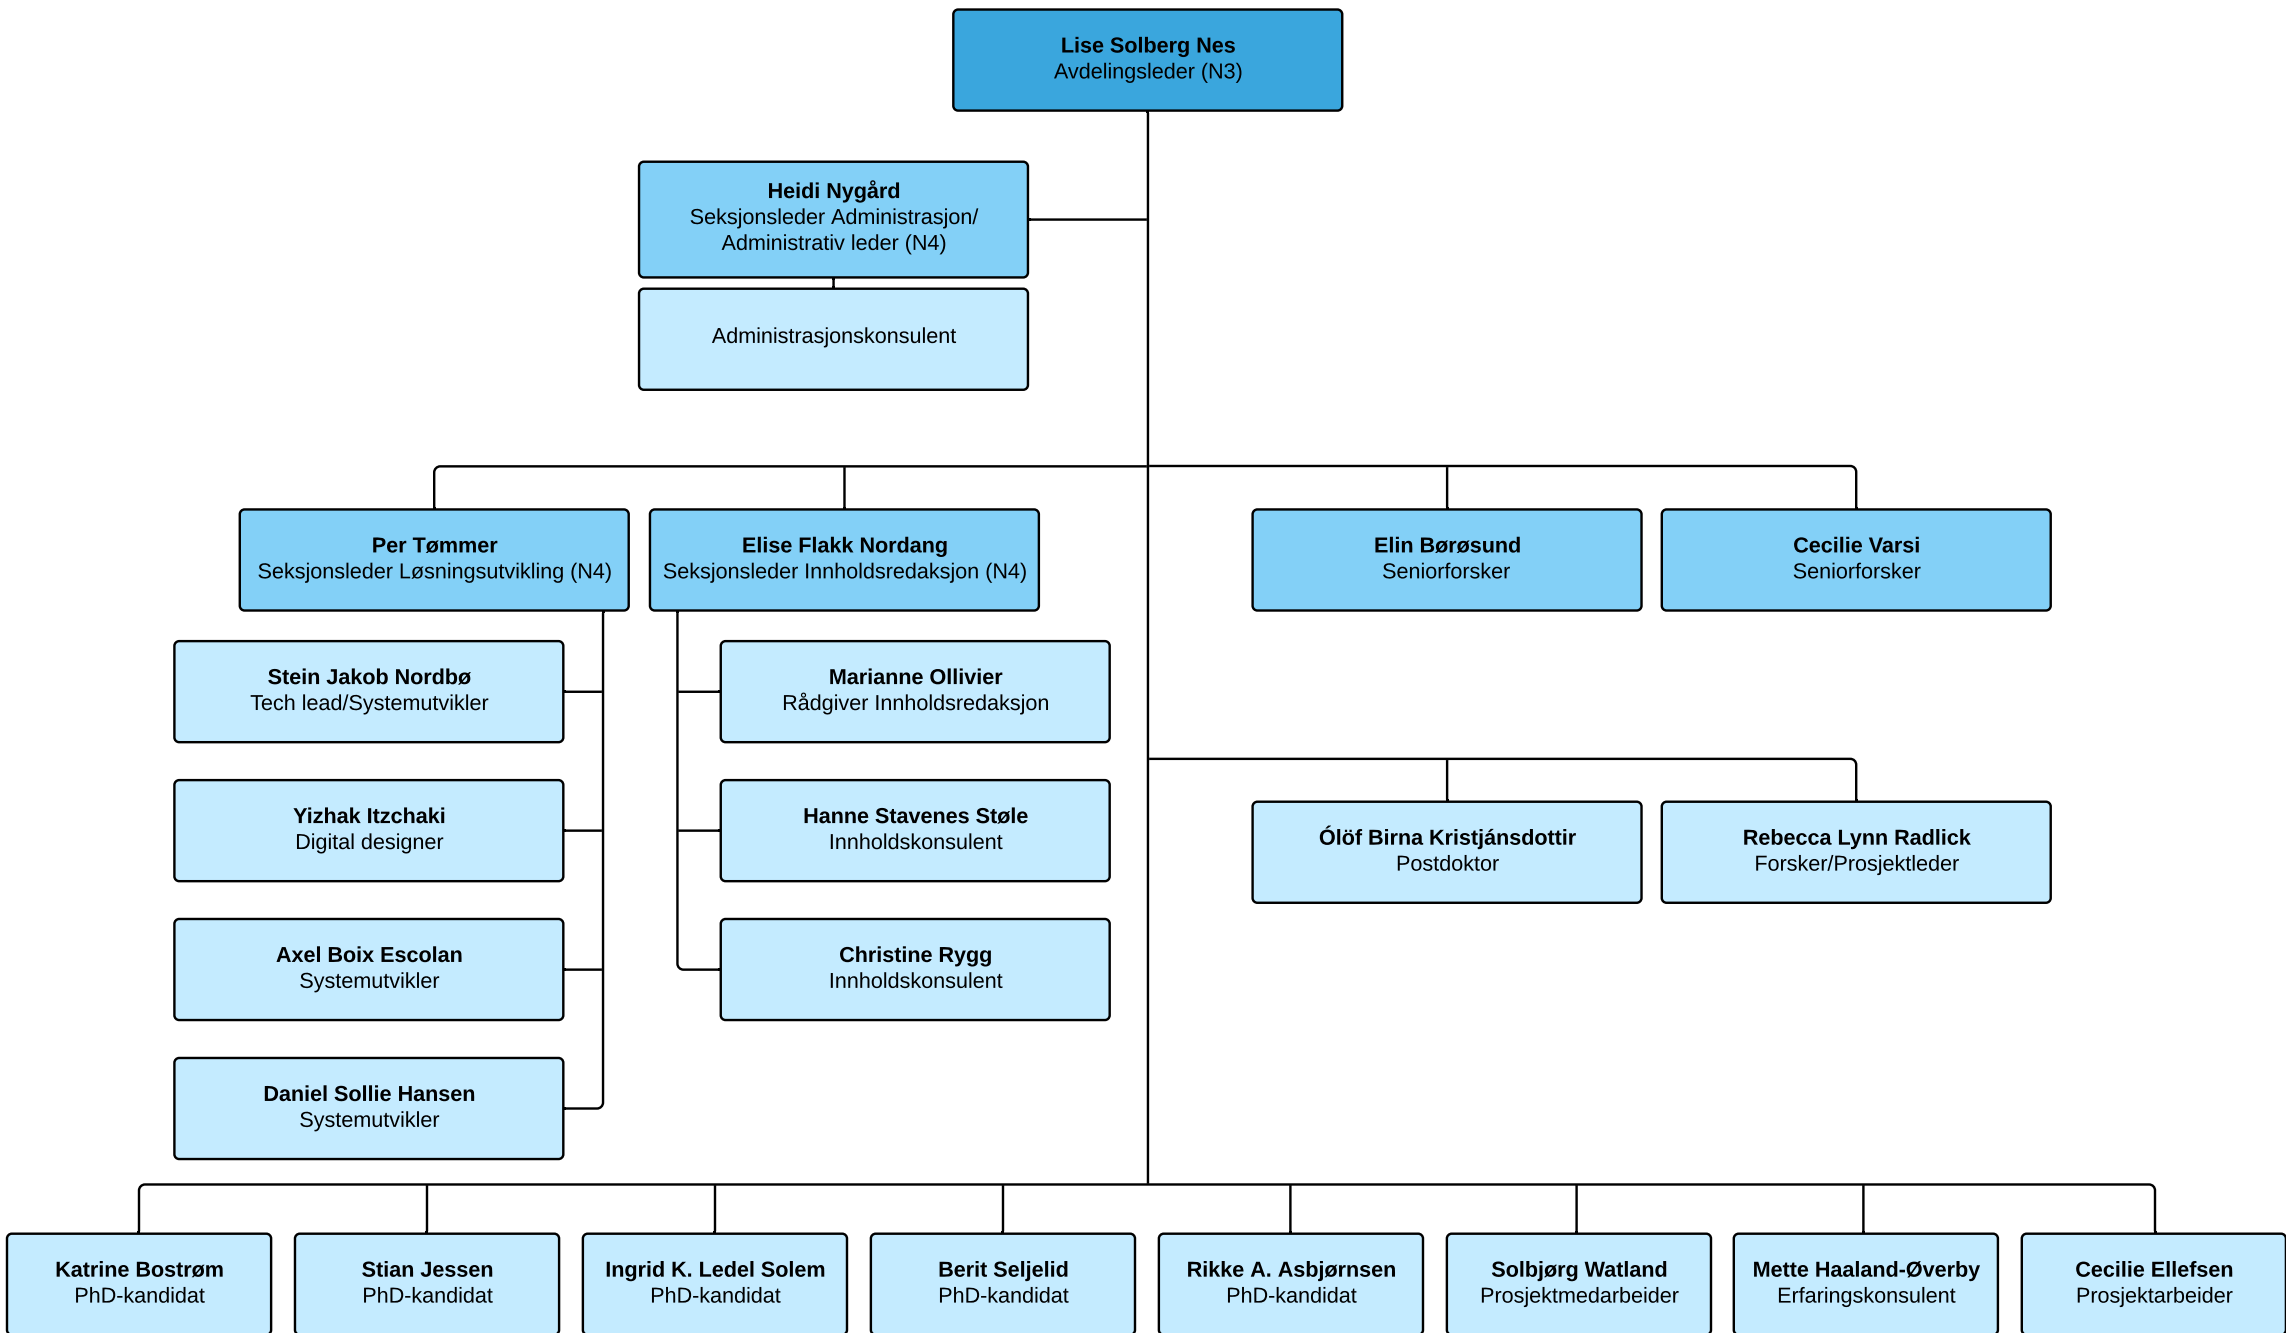 Lise Solberg Nes
Avdelingsleder (N3)
Heidi Nygård
Seksjonsleder Administrasjon/
Administrativ leder (N4)
Administrasjonskonsulent
Per Tømmer
Seksjonsleder Løsningsutvikling (N4)
Elise Flakk Nordang
Seksjonsleder Innholdsredaksjon (N4)
Elin Børøsund
Seniorforsker
Cecilie Varsi
Seniorforsker
Stein Jakob Nordbø
Tech lead/Systemutvikler
Marianne Ollivier
Rådgiver Innholdsredaksjon
Yizhak Itzchaki
Digital designer
Hanne Stavenes Støle
Innholdskonsulent
Ólöf Birna Kristjánsdottir
Postdoktor
Rebecca Lynn Radlick
Forsker/Prosjektleder
Axel Boix Escolan
Systemutvikler
Christine Rygg
Innholdskonsulent
Daniel Sollie Hansen
Systemutvikler
Katrine Bostrøm
PhD-kandidat
Stian Jessen
PhD-kandidat
Ingrid K. Ledel Solem
PhD-kandidat
Berit Seljelid
PhD-kandidat
Rikke A. Asbjørnsen
PhD-kandidat
Solbjørg Watland
Prosjektmedarbeider
Mette Haaland-Øverby
Erfaringskonsulent
Cecilie Ellefsen
Prosjektarbeider